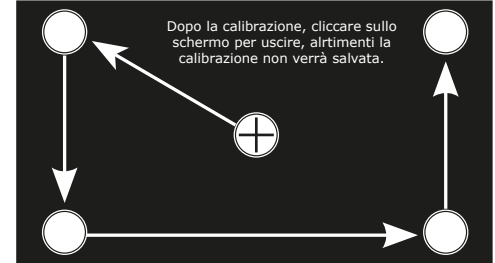 Dopo la calibrazione, cliccare sullo
schermo per uscire, alrtimenti la
calibrazione non verrà salvata.